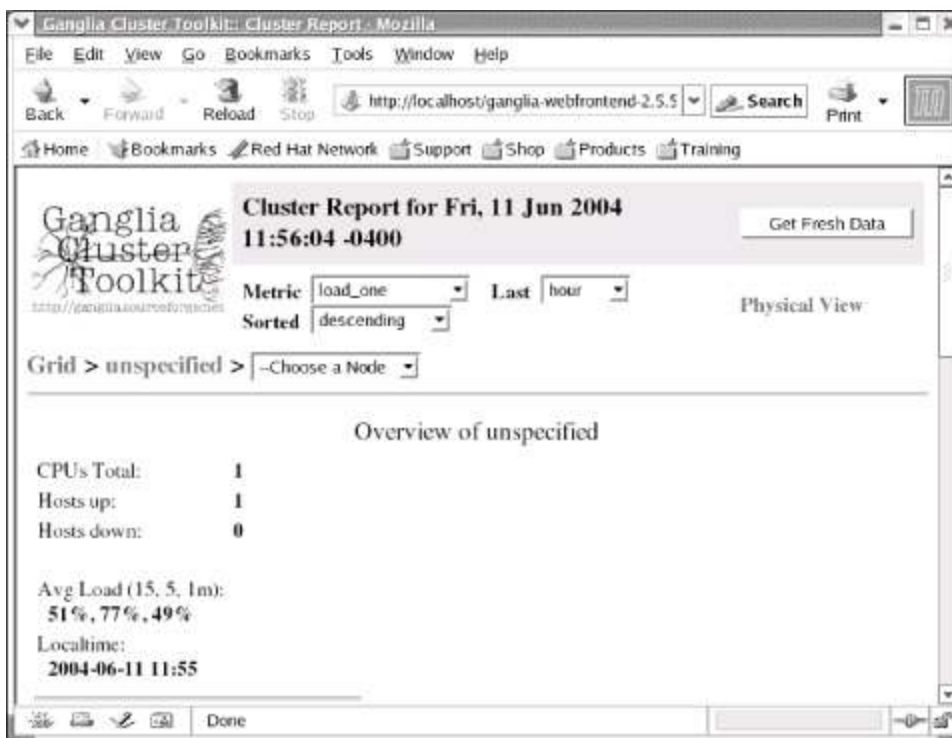 Ganglia Cluster Toolkit:: Cluster Report - Mozilla
File Edit View Go Bookmarks Tools Window Help
Back Forward Reload Stop http://localhost/ganglia-webfrontend-2.5.5 Search Print
Home Bookmarks Red Hat Network Support Shop Products Training
Ganglia
Cluster
Toolkit
http://ganglia.sourceforge.net
Cluster Report for Fri, 11 Jun 2004
11:56:04 -0400
Get Fresh Data
Metric load_one Last hour
Sorted descending
Physical View
Grid > unspecified > --Choose a Node
Overview of unspecified
CPUs Total: 1
Hosts up: 1
Hosts down: 0
Avg Load (15, 5, 1m):
51%, 77%, 49%
Localtime:
2004-06-11 11:55
Done